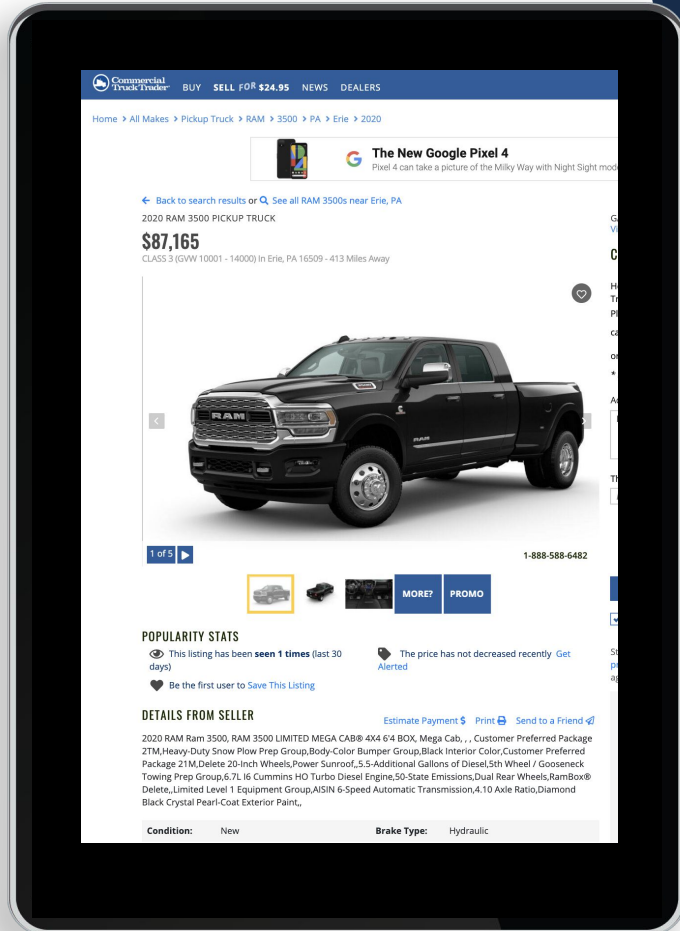 Commercial
Truck Trader
BUY SELL FOR $24.95 NEWS DEALERS
Home > All Makes > Pickup Truck > RAM > 3500 > PA > Erie > 2020
The New Google Pixel 4
Pixel 4 can take a picture of the Milky Way with Night Sight
← Back to search results or See all RAM 3500s near Erie, PA
2020 RAM 3500 PICKUP TRUCK
$87,165
CLASS 3 (GVW 10001 - 14000) In Erie, PA 16509 - 413 Miles Away
RAM
RAM
1 of 5
1-888-588-6482
MORE? PROMO
POPULARITY STATS
This listing has been seen 1 times (last 30
days)
The price has not decreased recently Get
Alerted
Be the first user to Save This Listing
DETAILS FROM SELLER
Estimate Payment $ Print Send to a Friend
2020 RAM Ram 3500, RAM 3500 LIMITED MEGA CAB® 4X4 6'4 BOX, Mega Cab, , , Customer Preferred Package
2TM,Heavy-Duty Snow Plow Prep Group,Body-Color Bumper Group,Black Interior Color,Customer Preferred
Package 21M,Delete 20-Inch Wheels,Power Sunroof,,5.5-Additional Gallons of Diesel,5th Wheel / Gooseneck
Towing Prep Group,6.7L I6 Cummins HO Turbo Diesel Engine,50-State Emissions,Dual Rear Wheels,RamBox®
Delete,,Limited Level 1 Equipment Group,AISIN 6-Speed Automatic Transmission,4.10 Axle Ratio,Diamond
Black Crystal Pearl-Coat Exterior Paint,,
Condition: New Brake Type: Hydraulic